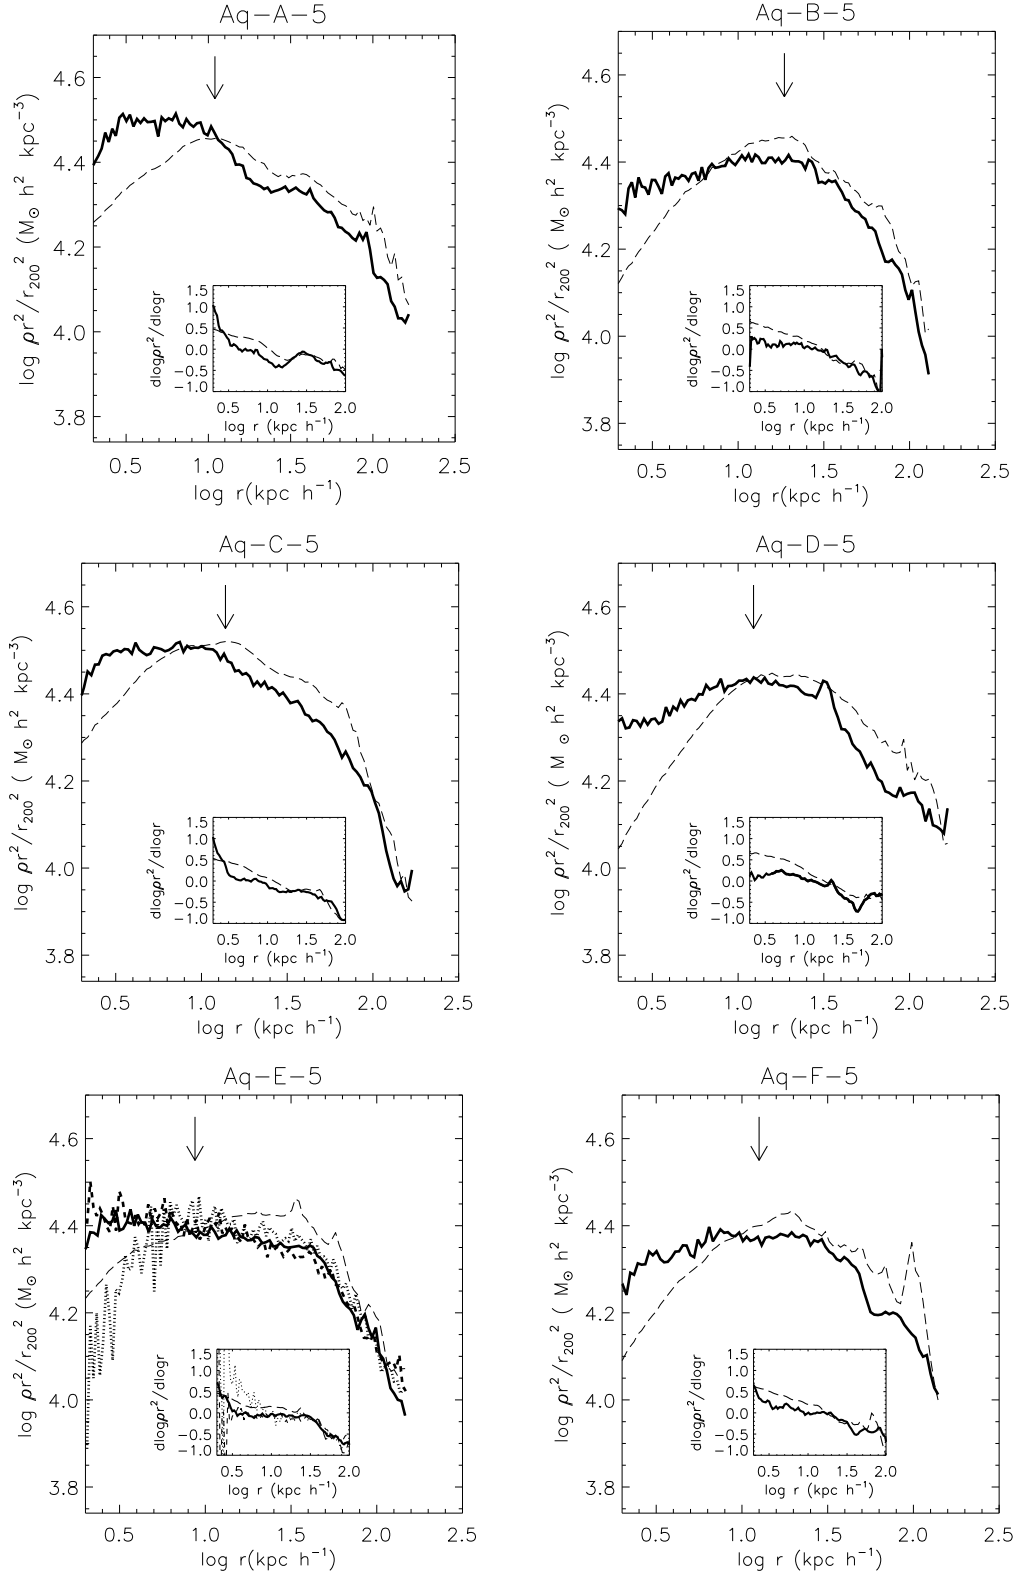 Aq-A-5
log ρr²/r₂₀₀² (M☉ h² kpc⁻³)
4.6
4.4
4.2
4.0
3.8
0.5 1.0 1.5 2.0 2.5
log r(kpc h⁻¹)
dlogρr²/dlogr
1.5
1.0
0.5
0.0
−0.5
−1.0
0.5 1.0 1.5 2.0
log r (kpc h⁻¹)
Aq-B-5
log ρr²/r₂₀₀² ( M☉ h² kpc⁻³)
4.6
4.4
4.2
4.0
3.8
0.5 1.0 1.5 2.0 2.5
log r(kpc h⁻¹)
dlogρr²/dlogr
1.5
1.0
0.5
0.0
−0.5
−1.0
0.5 1.0 1.5 2.0
log r (kpc h⁻¹)
Aq-C-5
log ρr²/r₂₀₀² ( M☉ h² kpc⁻³)
4.6
4.4
4.2
4.0
3.8
0.5 1.0 1.5 2.0 2.5
log r (kpc h⁻¹)
dlogρr²/dlogr
1.5
1.0
0.5
0.0
−0.5
−1.0
0.5 1.0 1.5 2.0
log r (kpc h⁻¹)
Aq-D-5
log ρr²/r₂₀₀² ( M ☉ h² kpc⁻³)
4.6
4.4
4.2
4.0
3.8
0.5 1.0 1.5 2.0 2.5
log r(kpc h⁻¹)
dlogρr²/dlogr
1.5
1.0
0.5
0.0
−0.5
−1.0
0.5 1.0 1.5 2.0
log r (kpc h⁻¹)
Aq-E-5
log ρr²/r₂₀₀² (M☉ h² kpc⁻³)
4.6
4.4
4.2
4.0
3.8
0.5 1.0 1.5 2.0 2.5
log r(kpc h⁻¹)
dlogρr²/dlogr
1.5
1.0
0.5
0.0
−0.5
−1.0
0.5 1.0 1.5 2.0
log r (kpc h⁻¹)
Aq-F-5
log ρr²/r₂₀₀² ( M☉ h² kpc⁻³)
4.6
4.4
4.2
4.0
3.8
0.5 1.0 1.5 2.0 2.5
log r (kpc h⁻¹)
dlogρr²/dlogr
1.5
1.0
0.5
0.0
−0.5
−1.0
0.5 1.0 1.5 2.0
log r (kpc h⁻¹)